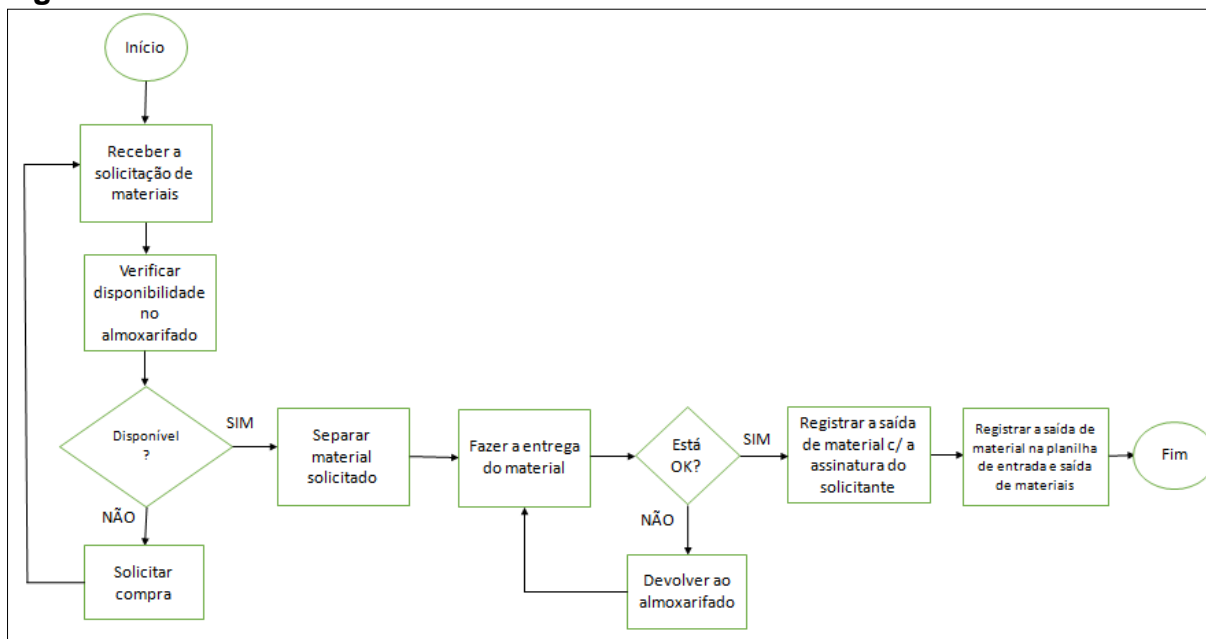 Início
Receber a
solicitação de
materiais
Verificar
disponibilidade
no
almoxarifado
Disponível
?
SIM
NÃO
Solicitar
compra
Separar
material
solicitado
Fazer a entrega
do material
Está
OK?
SIM
NÃO
Devolver ao
almoxarifado
Registrar a saída
de material c/ a
assinatura do
solicitante
Registrar a saída de
material na planilha
de entrada e saída
de materiais
Fim